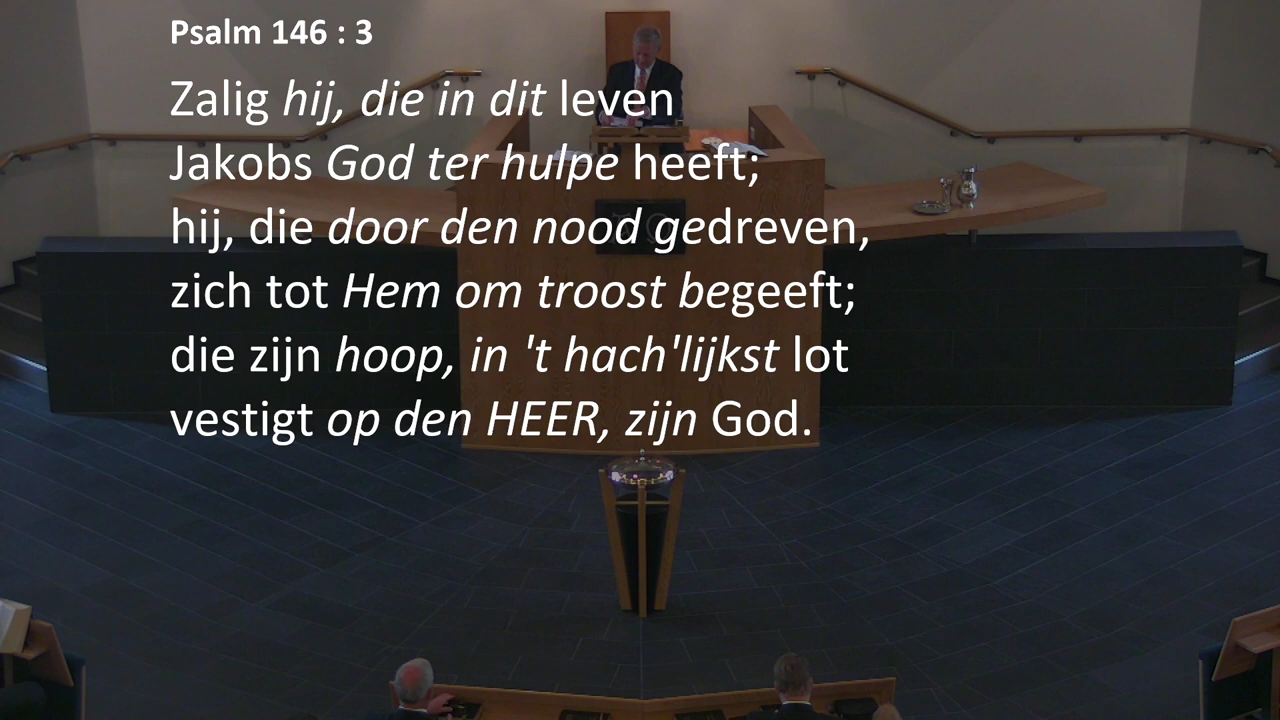 Psalm 146 : 3
Zalig hij, die in dit leven
Jakobs God ter hulpe heeft;
hij, die door den nood gedreven,
zich tot Hem om troost begeeft;
die zijn hoop, in 't hach'lijkst lot
vestigt op den HEER, zijn God.